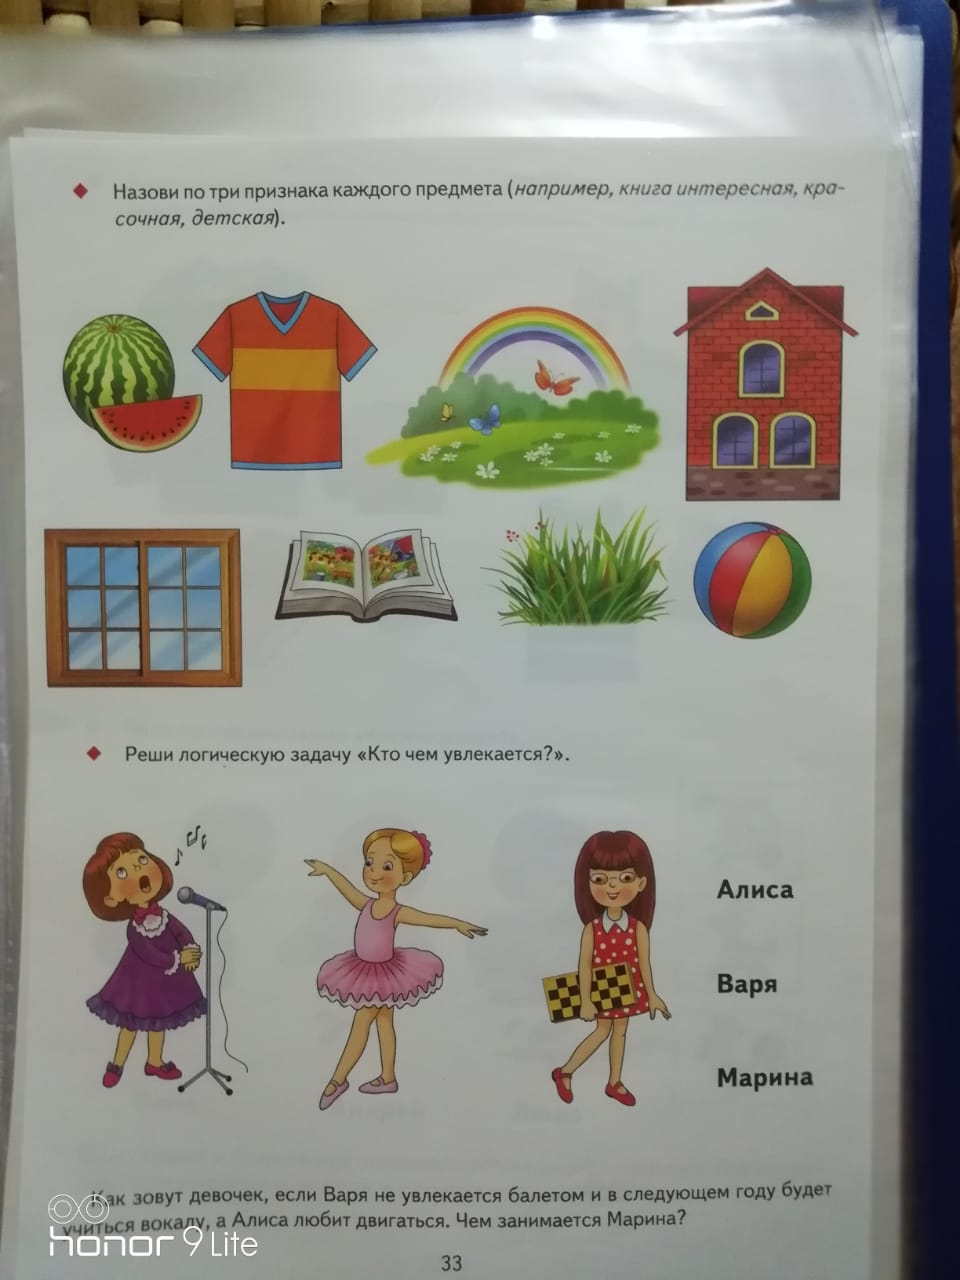 Назови по три признака каждого предмета (например, книга интересная, кра-
сочная, детская).
Реши логическую задачу «Кто чем увлекается?».
Алиса
Варя
Марина
Как зовут девочек, если Варя не увлекается балетом и в следующем году будет
учиться вокалу, а Алиса любит двигаться. Чем занимается Марина?
honor 9 Lite
33